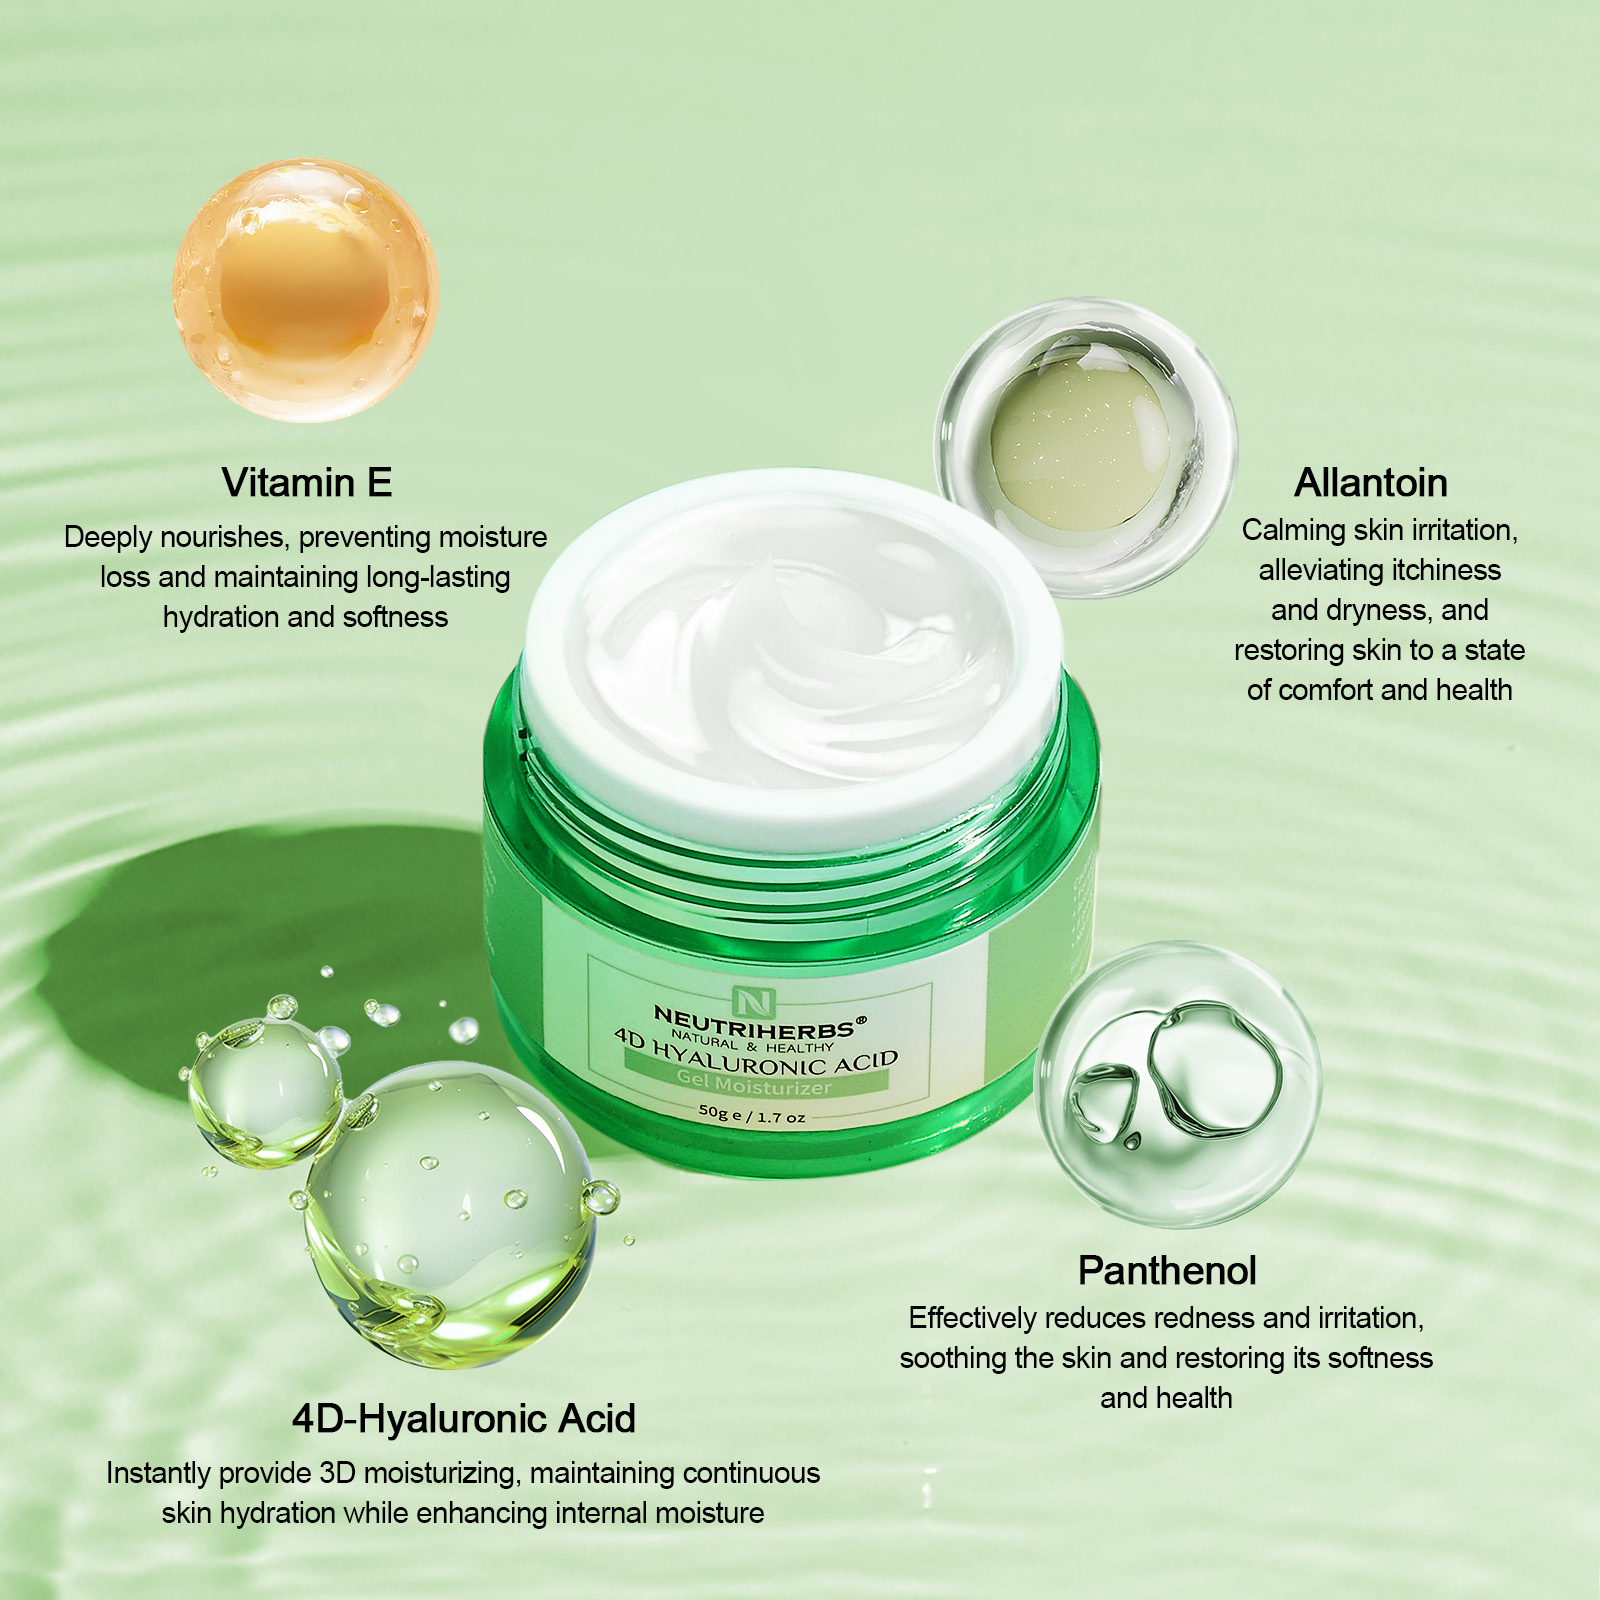 Vitamin E
Deeply nourishes, preventing moisture
loss and maintaining long-lasting
hydration and softness
Allantoin
Calming skin irritation,
alleviating itchiness
and dryness, and
restoring skin to a state
of comfort and health
N
NEUTRIHERBS®
NATURAL & HEALTHY
4D HYALURONIC ACID
Gel Moisturizer
50g e / 1.7 oz
Panthenol
Effectively reduces redness and irritation,
soothing the skin and restoring its softness
and health
4D-Hyaluronic Acid
Instantly provide 3D moisturizing, maintaining continuous
skin hydration while enhancing internal moisture